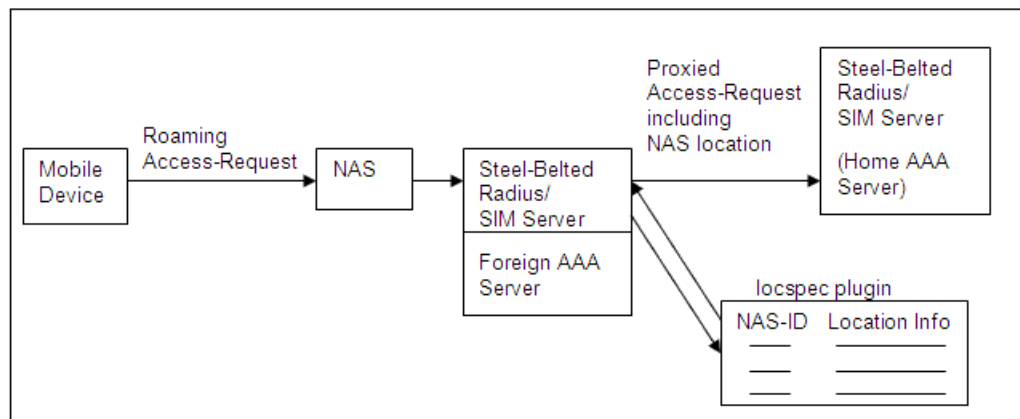 Mobile
Device
Roaming
Access-Request
NAS
Steel-Belted
Radius/
SIM Server
Foreign AAA
Server
Proxied
Access-Request
including
NAS location
Steel-Belted
Radius/
SIM Server
(Home AAA
Server)
locspec plugin
NAS-ID Location Info